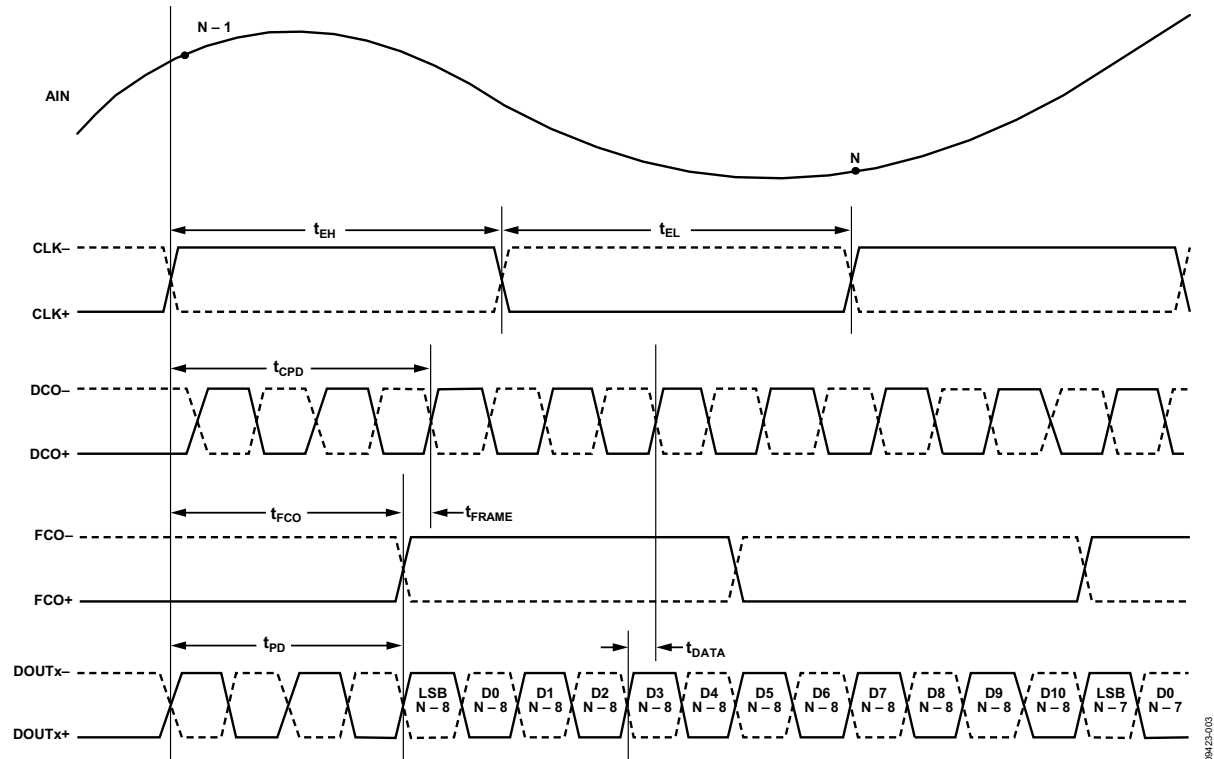 N – 1
AIN
N
tEH
tEL
CLK–
CLK+
tCPD
DCO–
DCO+
tFCO
tFRAME
FCO–
FCO+
tPD
tDATA
DOUTx–
DOUTx+
LSB D0 D1 D2 D3 D4 D5 D6 D7 D8 D9 D10 LSB D0
N – 8 N – 8 N – 8 N – 8 N – 8 N – 8 N – 8 N – 8 N – 8 N – 8 N – 8 N – 8 N – 7 N – 7
09423-003